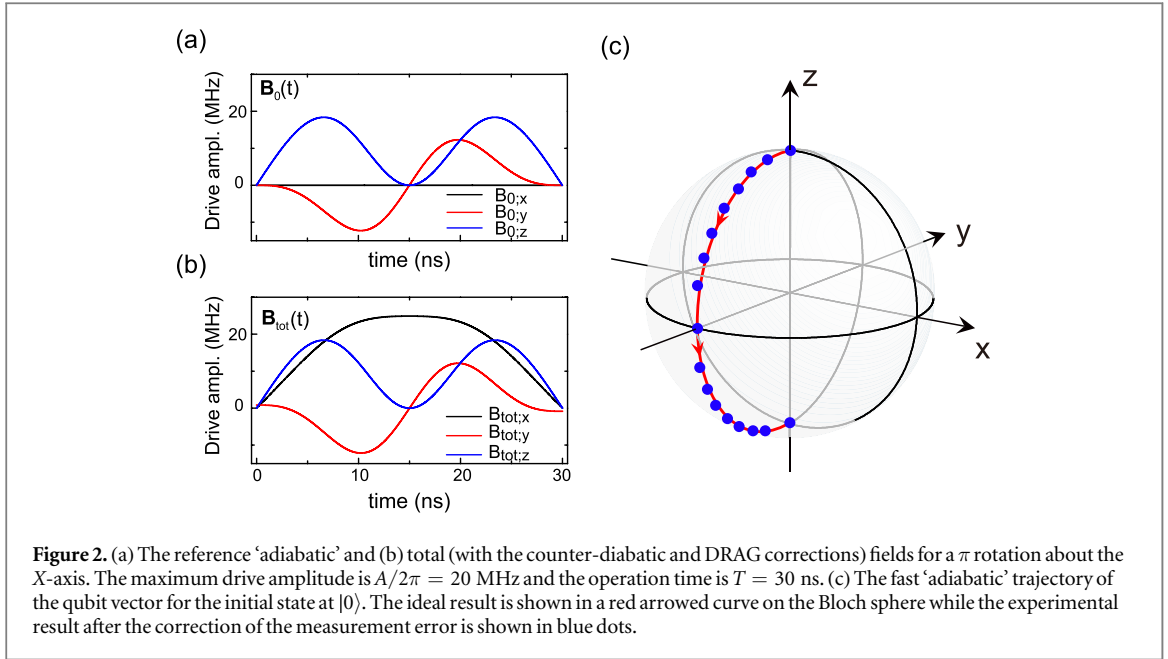 (a)
B₀(t)
Drive ampl. (MHz)
20
0
B₀;ₓ
B₀;ᵧ
B₀;z
time (ns)
(b)
Bₜₒₜ(t)
Drive ampl. (MHz)
20
0
Btot;x
Btot;y
Btot;z
0 10 20 30
time (ns)
(c)
z
y
x
Figure 2. (a) The reference ‘adiabatic’ and (b) total (with the counter-diabatic and DRAG corrections) fields for a π rotation about the
X-axis. The maximum drive amplitude is A/2π = 20 MHz and the operation time is T = 30 ns. (c) The fast ‘adiabatic’ trajectory of
the qubit vector for the initial state at |0⟩. The ideal result is shown in a red arrowed curve on the Bloch sphere while the experimental
result after the correction of the measurement error is shown in blue dots.